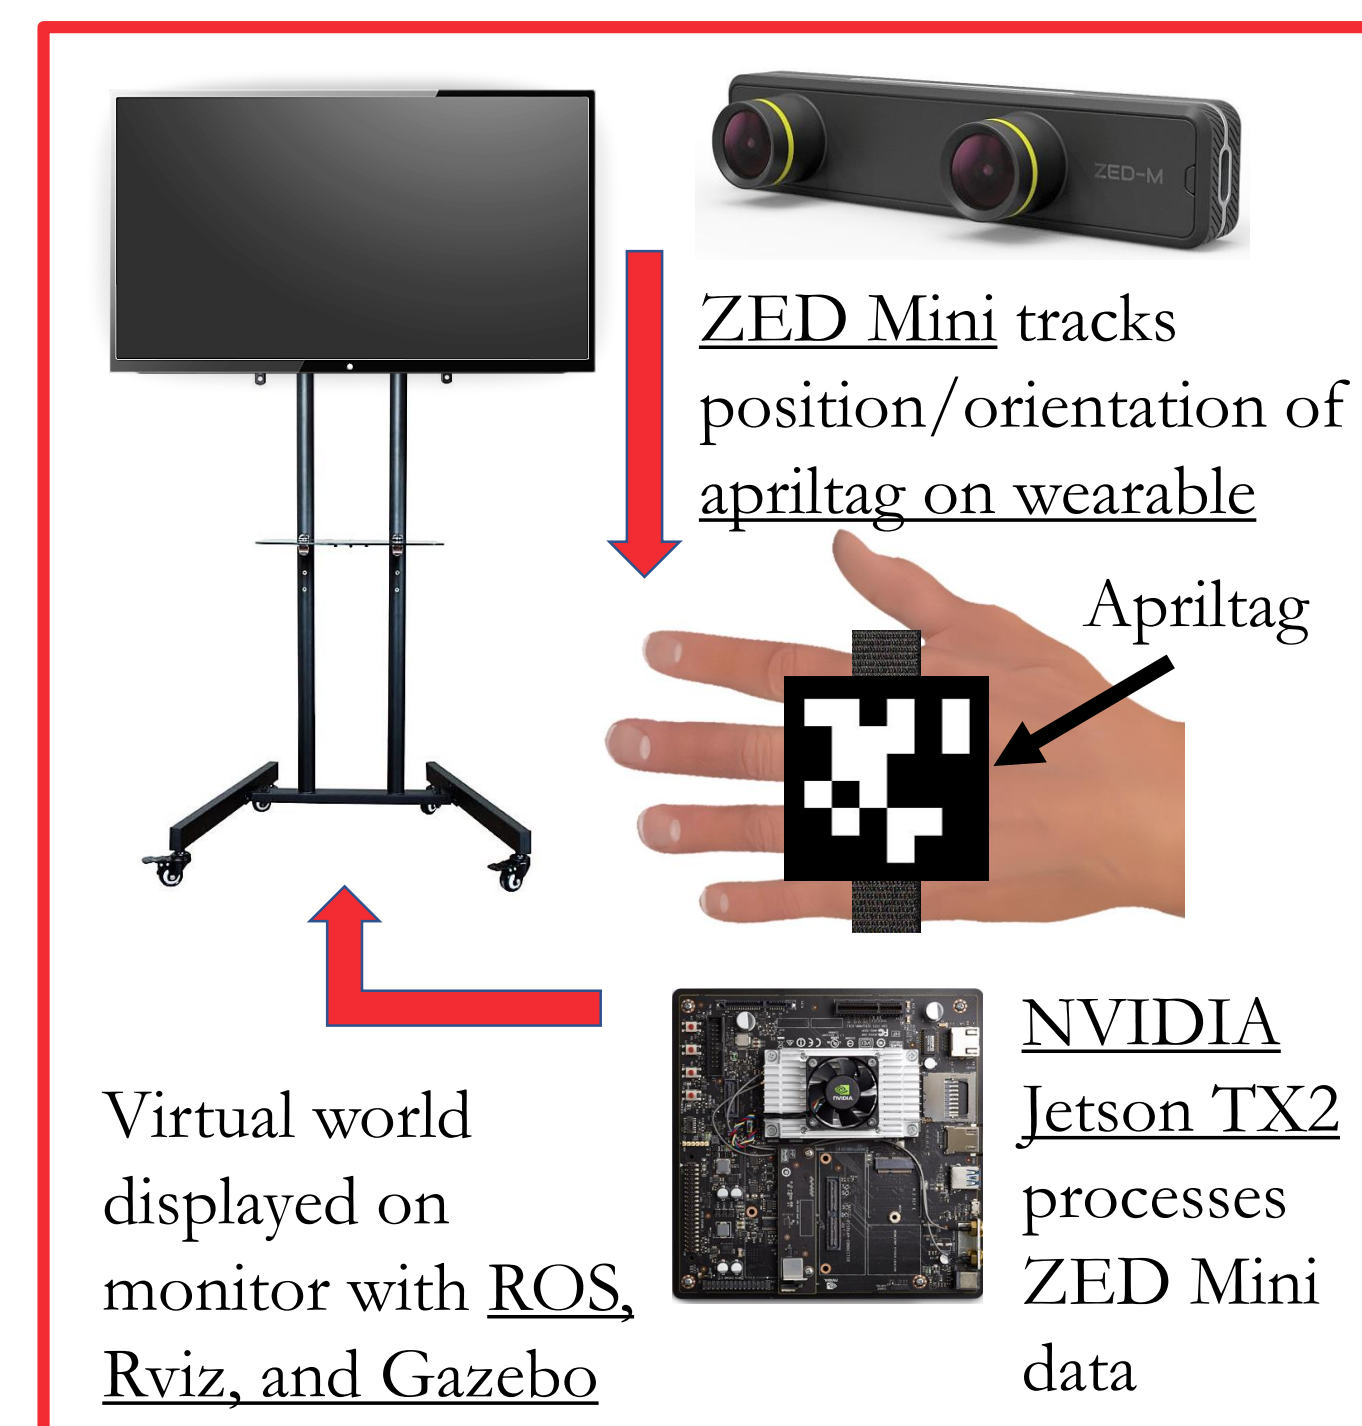 ZED-M
ZED Mini tracks
position/orientation of
apriltag on wearable
Apriltag
NVIDIA
NVIDIA
Jetson TX2
processes
ZED Mini
data
Virtual world
displayed on
monitor with ROS,
Rviz, and Gazebo